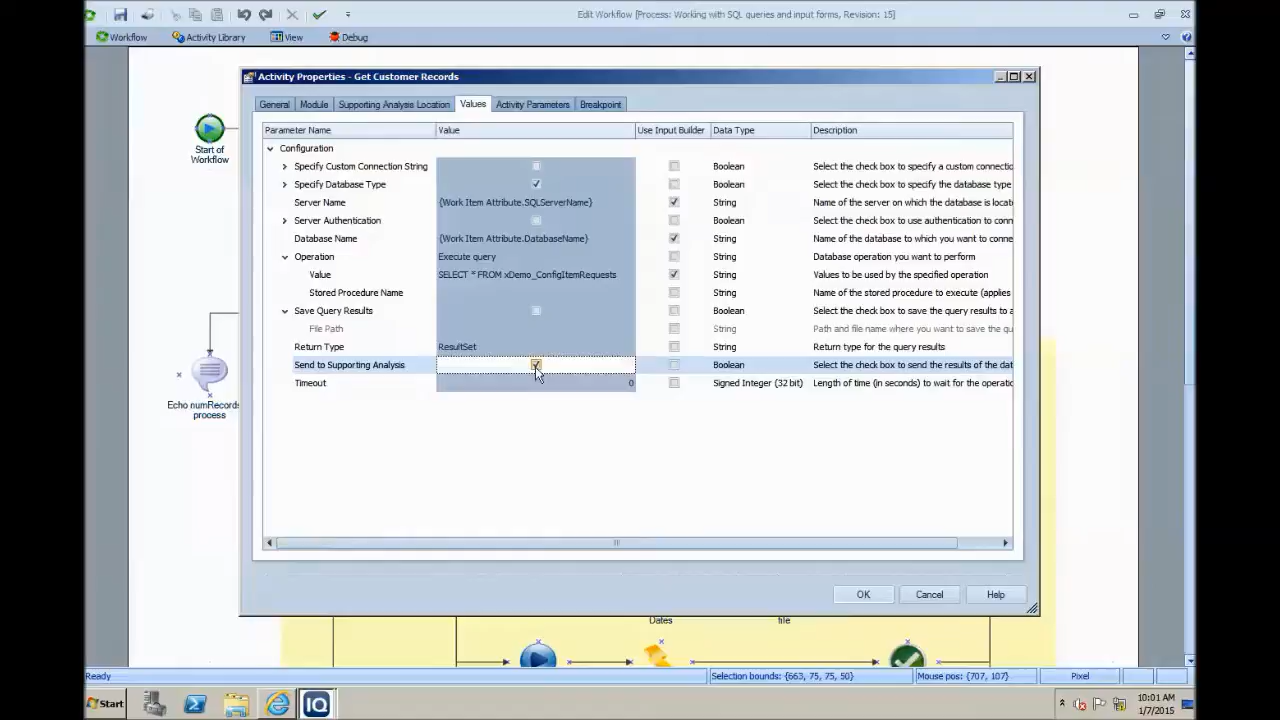 Edit Workflow [Process: Working with SQL queries and input forms, Revision: 15]
Workflow Activity Library View Debug
Activity Properties - Get Customer Records
General Module Supporting Analysis Location Values Activity Parameters Breakpoint
Parameter Name Value Use Input Builder Data Type Description
Configuration
Specify Custom Connection String Boolean Select the check box to specify a custom connectio
Specify Database Type Boolean Select the check box to specify the database type
Server Name {Work Item Attribute.SQLServerName} String Name of the server on which the database is locat
Server Authentication Boolean Select the check box to use authentication to conn
Database Name {Work Item Attribute.DatabaseName} String Name of the database to which you want to conne
Operation Execute query String Database operation you want to perform
Value SELECT * FROM xDemo_ConfigItemRequests String Values to be used by the specified operation
Stored Procedure Name String Name of the stored procedure to execute (applies
Save Query Results Boolean Select the check box to save the query results to a
File Path String Path and file name where you want to save the qu
Return Type ResultSet String Return type for the query results
Send to Supporting Analysis Boolean Select the check box to send the results of the dat
Timeout 0 Signed Integer (32 bit) Length of time (in seconds) to wait for the operatio
OK Cancel Help
Start of
Workflow
Echo numRecords
process
Dates file
Ready Selection bounds: {663, 75, 75, 50} Mouse pos: {707, 107} Pixel
Start IQ 10:01 AM
1/7/2015